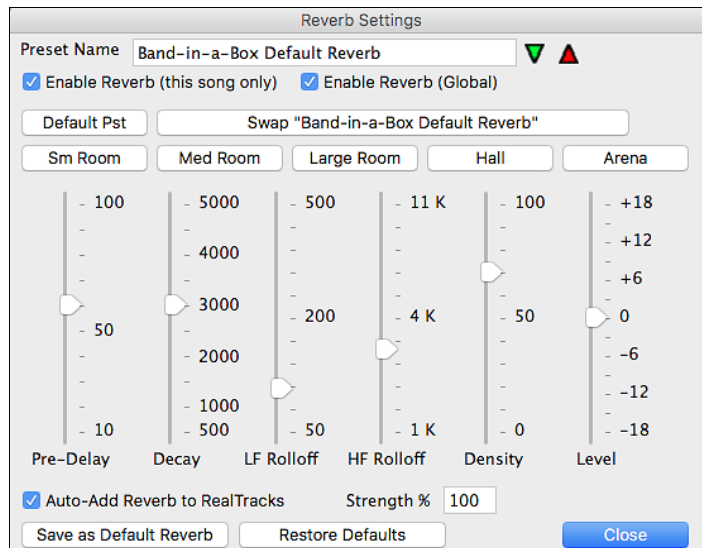 Reverb Settings
Preset Name Band-in-a-Box Default Reverb
Enable Reverb (this song only) Enable Reverb (Global)
Default Pst Swap "Band-in-a-Box Default Reverb"
Sm Room Med Room Large Room Hall Arena
100 5000 500 11 K 100 +18
4000 +12
+6
50 3000 200 4 K 50 0
2000 -6
1000 -12
10 500 50 1 K 0 -18
Pre-Delay Decay LF Rolloff HF Rolloff Density Level
Auto-Add Reverb to RealTracks Strength % 100
Save as Default Reverb Restore Defaults Close